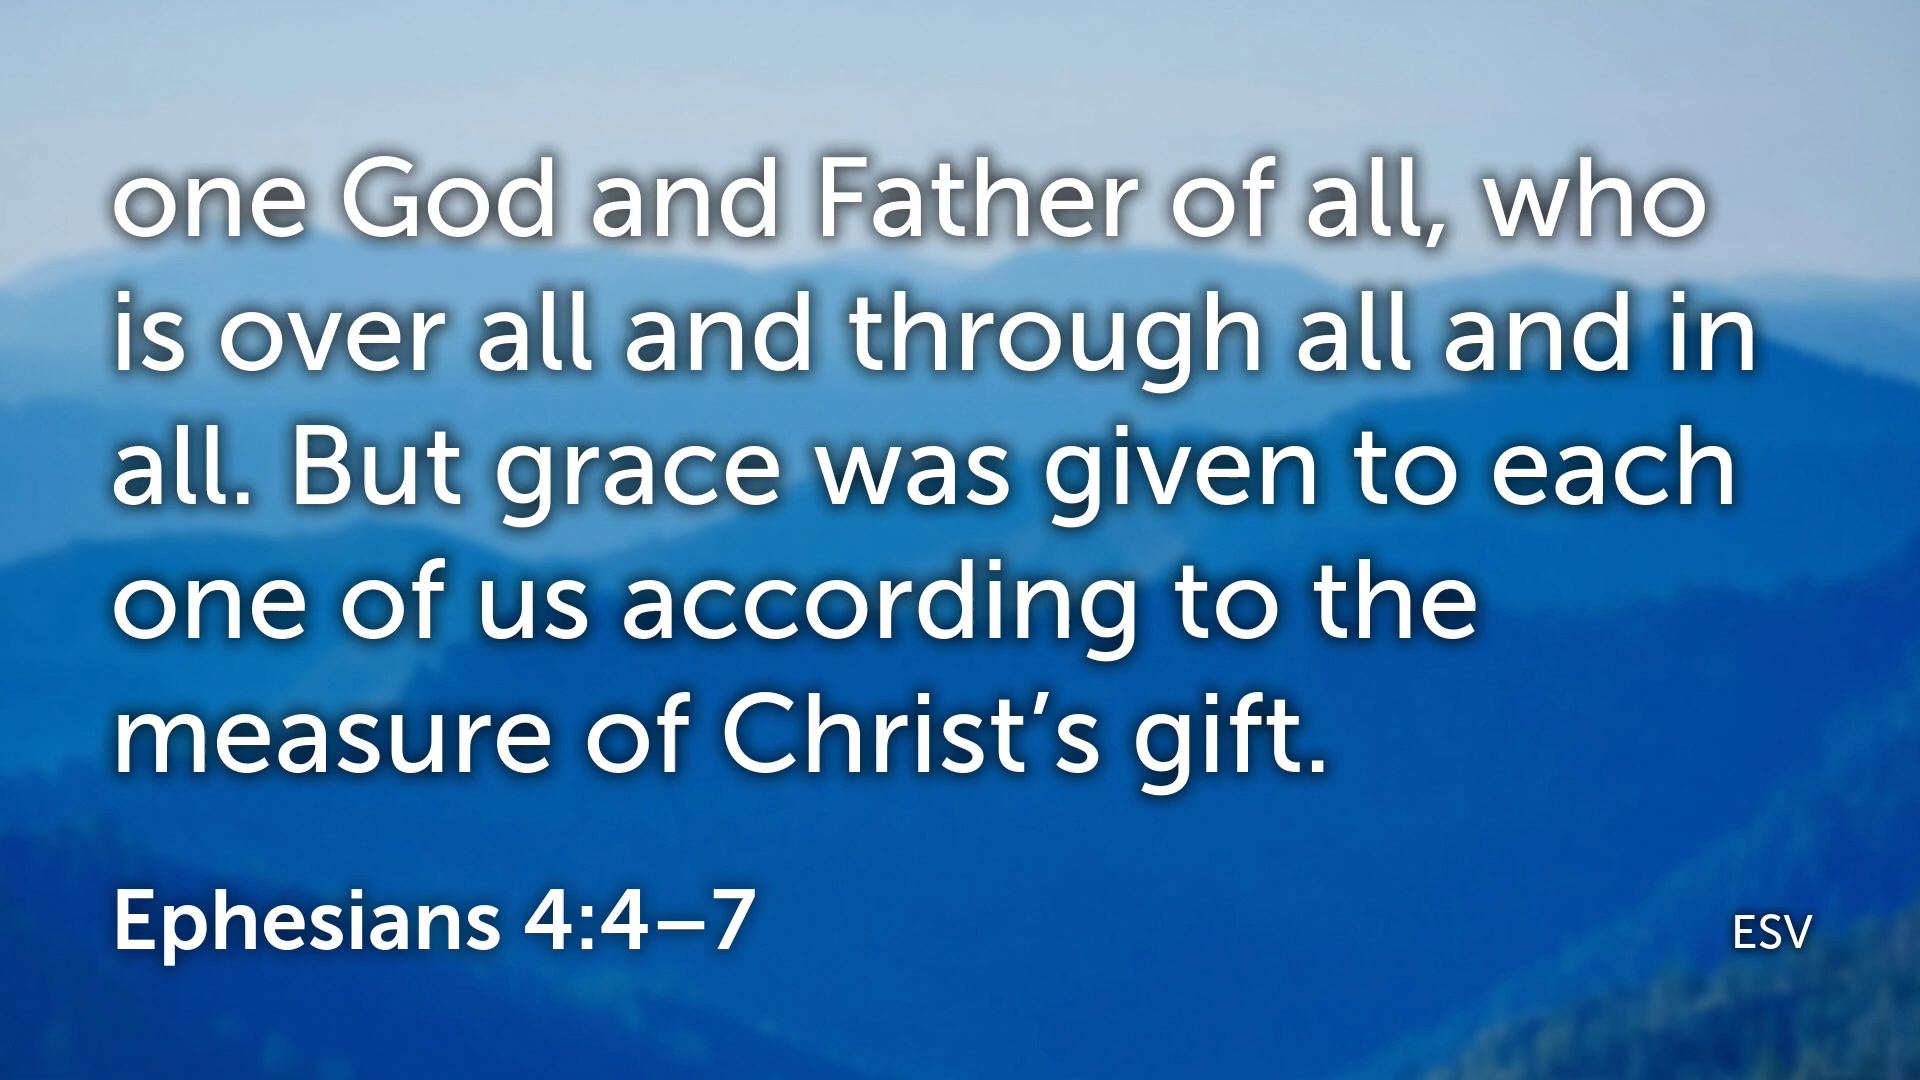 one God and Father of all, who
is over all and through all and in
all. But grace was given to each
one of us according to the
measure of Christ’s gift.
Ephesians 4:4–7
ESV